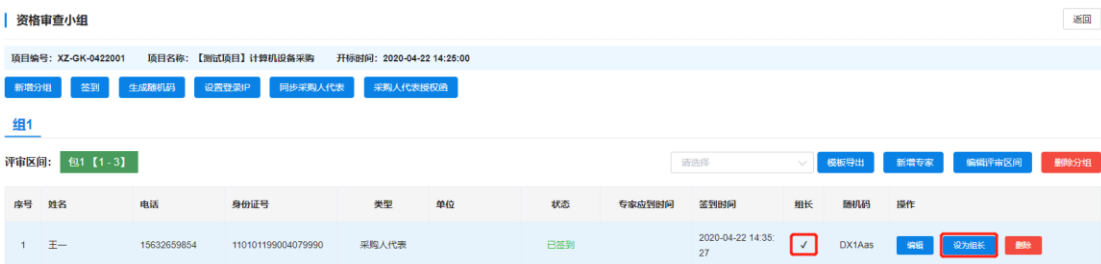 资格审查小组 返回
项目编号：XZ-GK-0422001 项目名称：【测试项目】计算机设备采购 开标时间：2020-04-22 14:25:00
新增分组 签到 生成随机码 设置登录IP 同步采购人代表 采购人代表授权函
组1
评审区间： 包1【1-3】 请选择 模板导出 新增专家 编辑评审区间 删除分组
序号 姓名 电话 身份证号 类型 单位 状态 专家应到时间 签到时间 组长 随机码 操作
1 王一 15632659854 110101199004079990 采购人代表 已签到 2020-04-22 14:35: ✓ DX1Aas 编辑 设为组长 删除
27